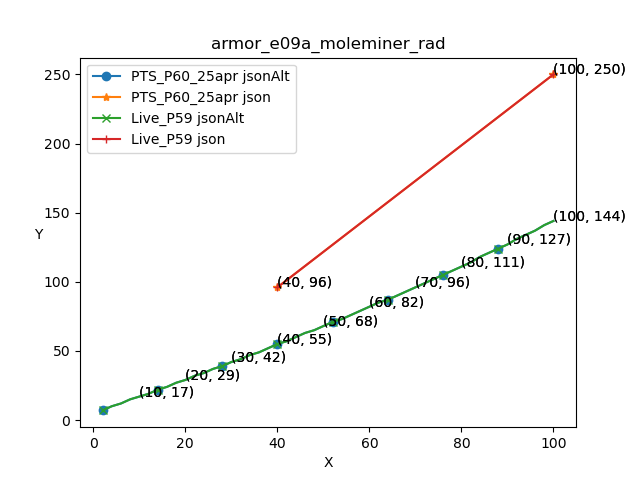 armor_e09a_moleminer_rad
PTS_P60_25apr jsonAlt
PTS_P60_25apr json
Live_P59 jsonAlt
Live_P59 json
(100, 250)
(40, 96)
(100, 144)
(90, 127)
(80, 111)
(70, 96)
(60, 82)
(50, 68)
(40, 55)
(30, 42)
(20, 29)
(10, 17)
250
200
150
100
50
0
Y
0 20 40 60 80 100
X